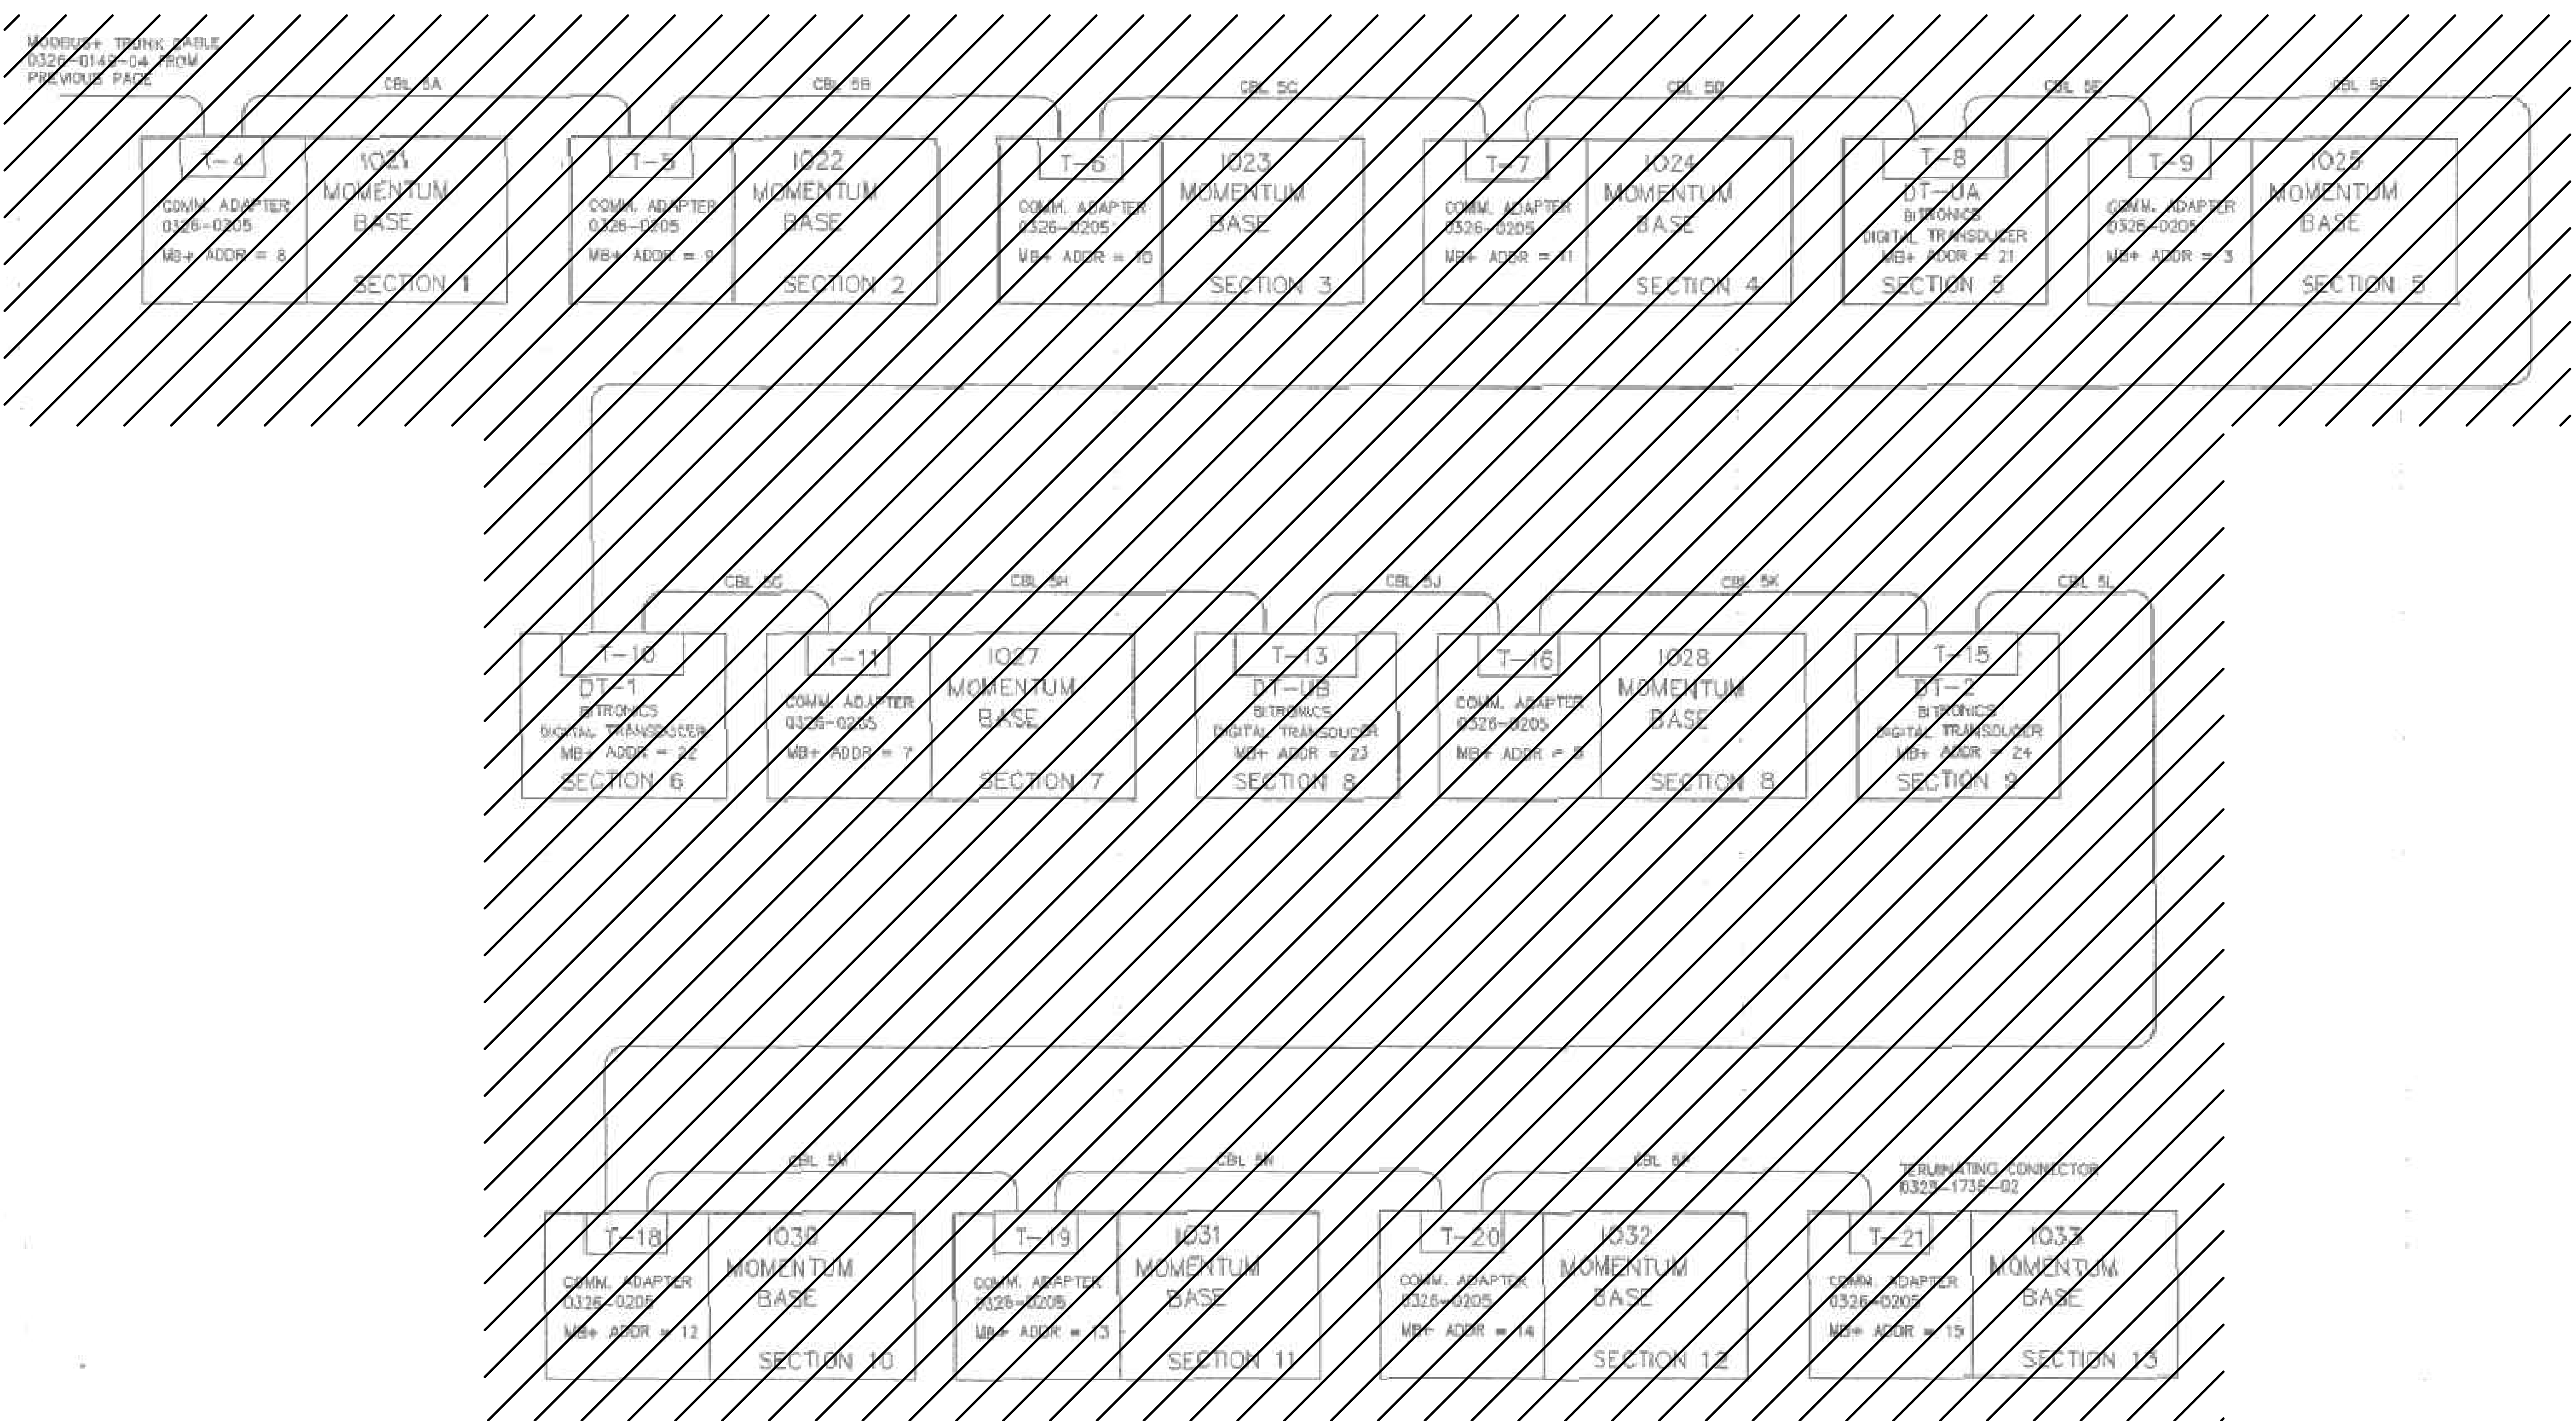 MODBUS+ TRUNK CABLE
0326-0149-04 FROM
PREVIOUS PAGE
CBL 5A
CBL 5B
CBL 5C
CBL 5D
CBL 5E
CBL 5F
T-4
IO21
MOMENTUM
BASE
COMM. ADAPTER
0326-0205
MB+ ADDR = 8
SECTION 1
T-5
IO22
MOMENTUM
BASE
COMM. ADAPTER
0326-0205
MB+ ADDR = 9
SECTION 2
T-6
IO23
MOMENTUM
BASE
COMM. ADAPTER
0326-0205
MB+ ADDR = 10
SECTION 3
T-7
IO24
MOMENTUM
BASE
COMM. ADAPTER
0326-0205
MB+ ADDR = 11
SECTION 4
T-8
DT-UA
BITRONICS
DIGITAL TRANSDUCER
MB+ ADDR = 21
SECTION 5
T-9
IO25
MOMENTUM
BASE
COMM. ADAPTER
0326-0205
MB+ ADDR = 3
SECTION 5
CBL 5G
CBL 5H
CBL 5J
CBL 5K
CBL 5L
T-10
DT-1
BITRONICS
DIGITAL TRANSDUCER
MB+ ADDR = 22
SECTION 6
T-11
IO27
MOMENTUM
BASE
COMM. ADAPTER
0326-0205
MB+ ADDR = 7
SECTION 7
T-13
DT-UB
BITRONICS
DIGITAL TRANSDUCER
MB+ ADDR = 23
SECTION 8
T-16
IO28
MOMENTUM
BASE
COMM. ADAPTER
0326-0205
MB+ ADDR =
SECTION 8
T-15
DT-2
BITRONICS
DIGITAL TRANSDUCER
MB+ ADDR = 24
SECTION 9
CBL 5M
CBL 5N
CBL
TERMINATING CONNECTOR
T-18
IO30
MOMENTUM
BASE
COMM. ADAPTER
0326-0205
MB+ ADDR = 12
SECTION 10
T-19
IO31
MOMENTUM
BASE
COMM. ADAPTER
0326-0205
MB+ ADDR = 13
SECTION 11
T-20
IO32
MOMENTUM
BASE
COMM. ADAPTER
0326-0205
MB+ ADDR = 14
SECTION 12
T-21
IO33
MOMENTUM
BASE
COMM. ADAPTER
0326-0205
MB+ ADDR = 15
SECTION 13